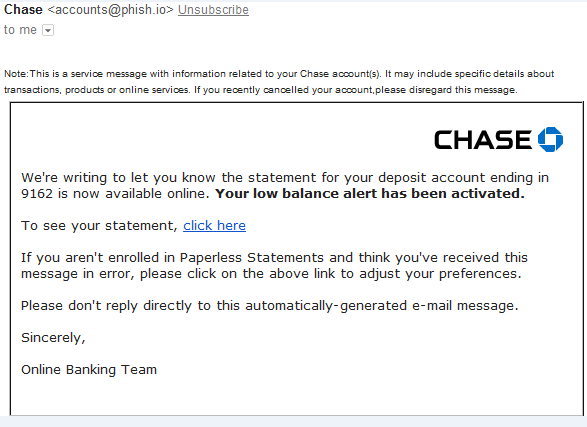 Chase <accounts@phish.io> Unsubscribe
to me
Note:This is a service message with information related to your Chase account(s). It may include specific details about
transactions, products or online services. If you recently cancelled your account,please disregard this message.
CHASE
We're writing to let you know the statement for your deposit account ending in
9162 is now available online. Your low balance alert has been activated.
To see your statement, click here
If you aren't enrolled in Paperless Statements and think you've received this
message in error, please click on the above link to adjust your preferences.
Please don't reply directly to this automatically-generated e-mail message.
Sincerely,
Online Banking Team